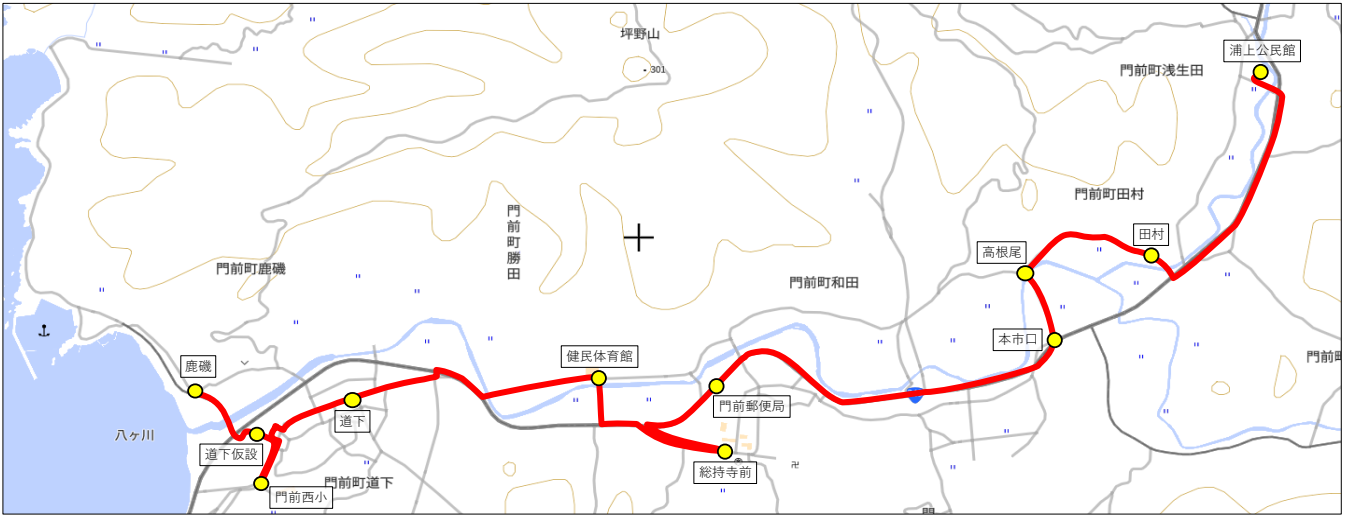 坪野山
301
浦上公民館
門前町浅生田
門前町田村
門前町勝田
田村
高根尾
門前町鹿磯
門前町和田
本市口
健民体育館
鹿磯
門前郵便局
道下
八ヶ川
道下仮設
総持寺前
門前町道下
門前西小